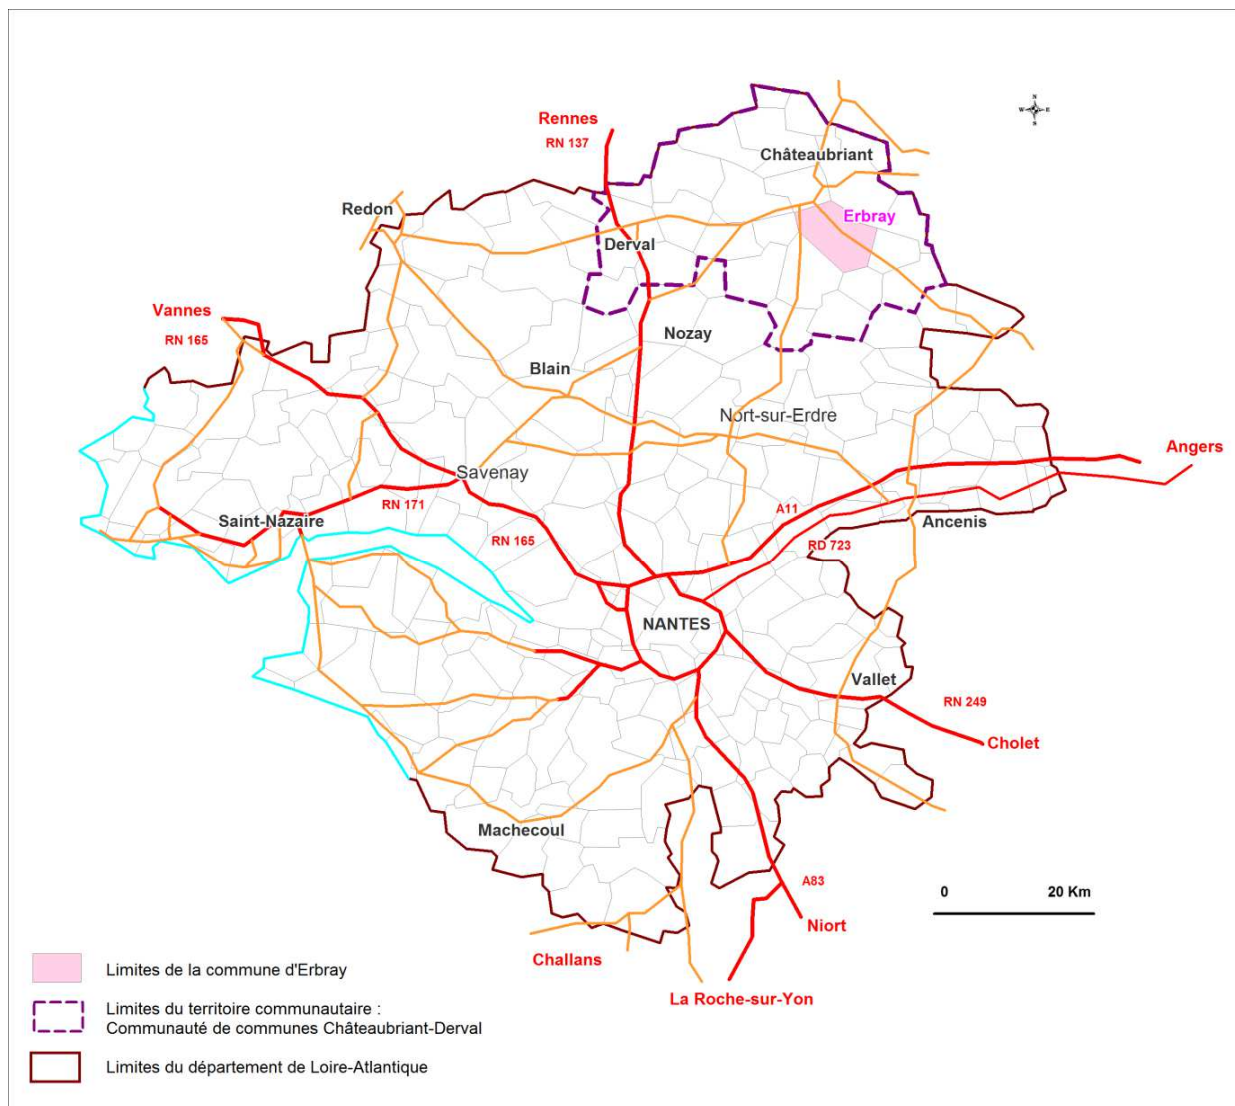 N
W E
S
Rennes
RN 137
Châteaubriant
Redon
Erbray
Derval
Vannes
RN 165
Nozay
Blain
Nort-sur-Erdre
Angers
Savenay
RN 171
A11
Saint-Nazaire
Ancenis
RN 165
RD 723
NANTES
Vallet
RN 249
Cholet
Machecoul
A83
0 20 Km
Niort
Challans
La Roche-sur-Yon
Limites de la commune d'Erbray
Limites du territoire communautaire :
Communauté de communes Châteaubriant-Derval
Limites du département de Loire-Atlantique